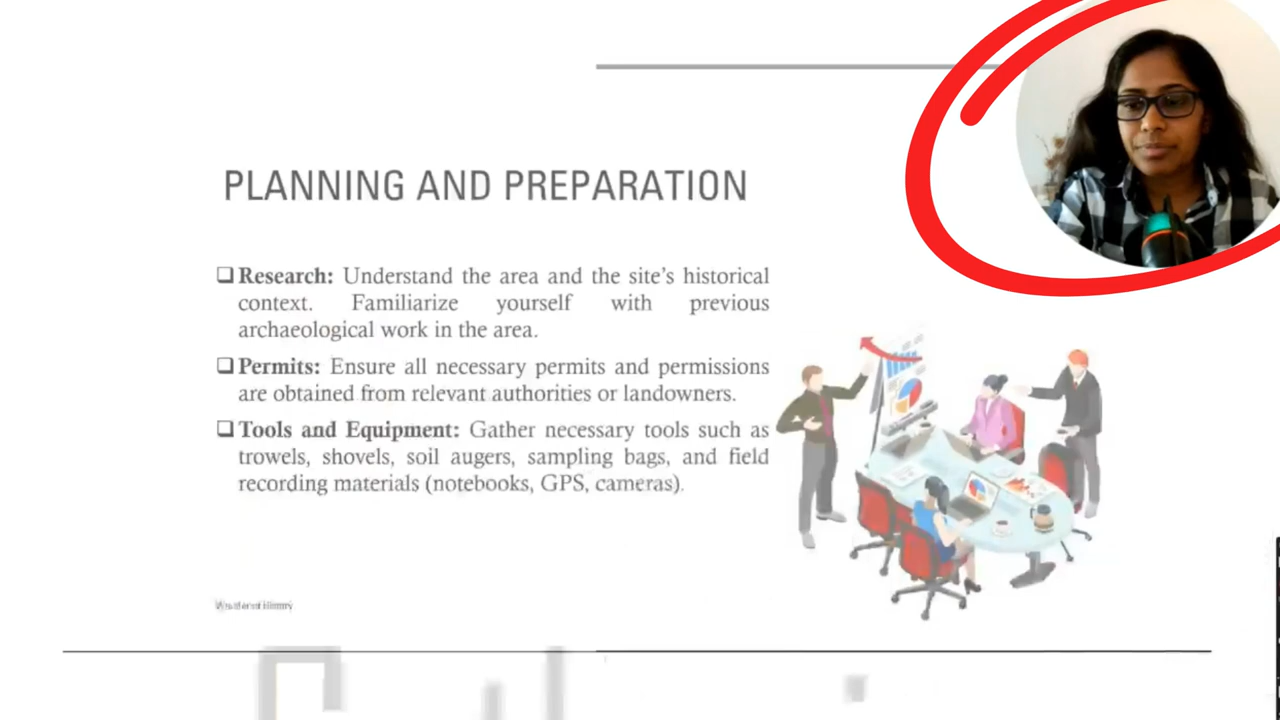 PLANNING AND PREPARATION
❑ Research: Understand the area and the site's historical
context. Familiarize yourself with previous
archaeological work in the area.
❑ Permits: Ensure all necessary permits and permissions
are obtained from relevant authorities or landowners.
❑ Tools and Equipment: Gather necessary tools such as
trowels, shovels, soil augers, sampling bags, and field
recording materials (notebooks, GPS, cameras).